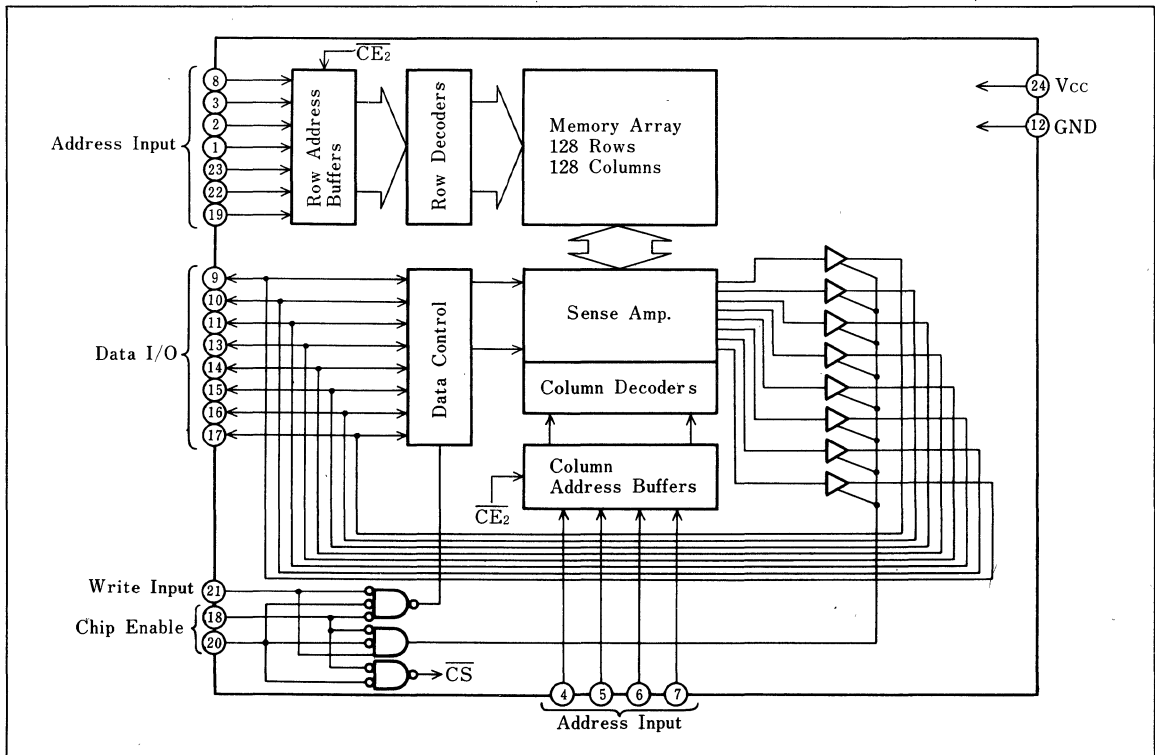 CE2
Address Input
8
3
2
1
23
22
19
Row Address
Buffers
Row Decoders
Memory Array
128 Rows
128 Columns
24 Vcc
12 GND
Data I/O
9
10
11
13
14
15
16
17
Data Control
Sense Amp.
Column Decoders
Column
Address Buffers
CE2
Write Input 21
Chip Enable
18
20
CS
4 5 6 7
Address Input